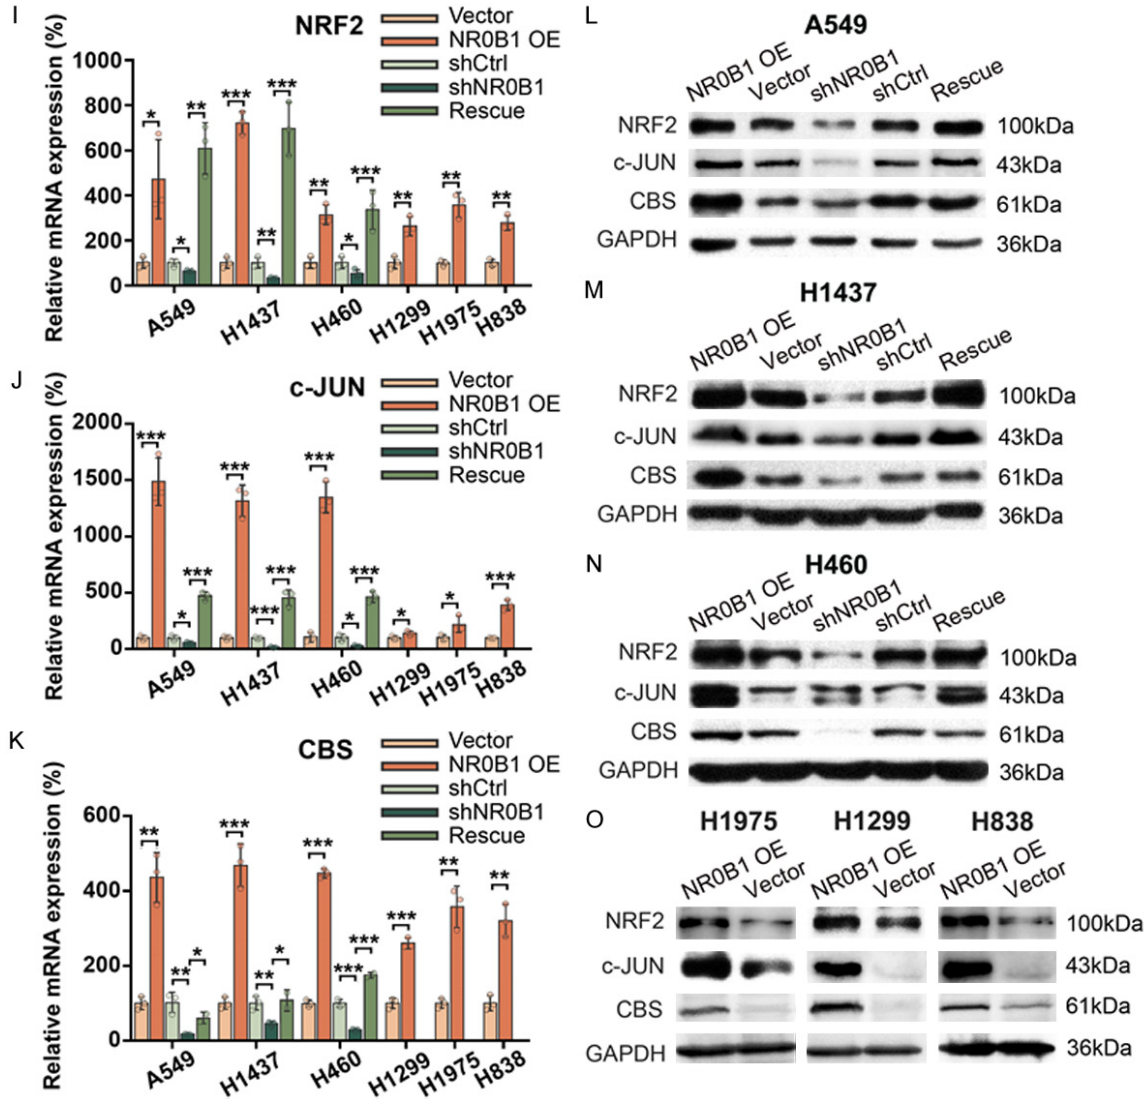 I
NRF2
Vector
NR0B1 OE
shCtrl
shNR0B1
Rescue
Relative mRNA expression (%)
1000
800
600
400
200
0
* ** *** *** ** *** ** ** **
* ** *
A549 H1437 H460 H1299 H1975 H838
J
c-JUN
Vector
NR0B1 OE
shCtrl
shNR0B1
Rescue
Relative mRNA expression (%)
2000
1500
1000
500
0
*** *** ***
* *** *** *** * *** * * ***
A549 H1437 H460 H1299 H1975 H838
K
CBS
Vector
NR0B1 OE
shCtrl
shNR0B1
Rescue
Relative mRNA expression (%)
600
400
200
0
** *** *** *** ** **
** * ** * *** ***
A549 H1437 H460 H1299 H1975 H838
L
A549
NR0B1 OE Vector shNR0B1 shCtrl Rescue
NRF2 100kDa
c-JUN 43kDa
CBS 61kDa
GAPDH 36kDa
M
H1437
NR0B1 OE Vector shNR0B1 shCtrl Rescue
NRF2 100kDa
c-JUN 43kDa
CBS 61kDa
GAPDH 36kDa
N
H460
NR0B1 OE Vector shNR0B1 shCtrl Rescue
NRF2 100kDa
c-JUN 43kDa
CBS 61kDa
GAPDH 36kDa
O
H1975 H1299 H838
NR0B1 OE Vector NR0B1 OE Vector NR0B1 OE Vector
NRF2 100kDa
c-JUN 43kDa
CBS 61kDa
GAPDH 36kDa